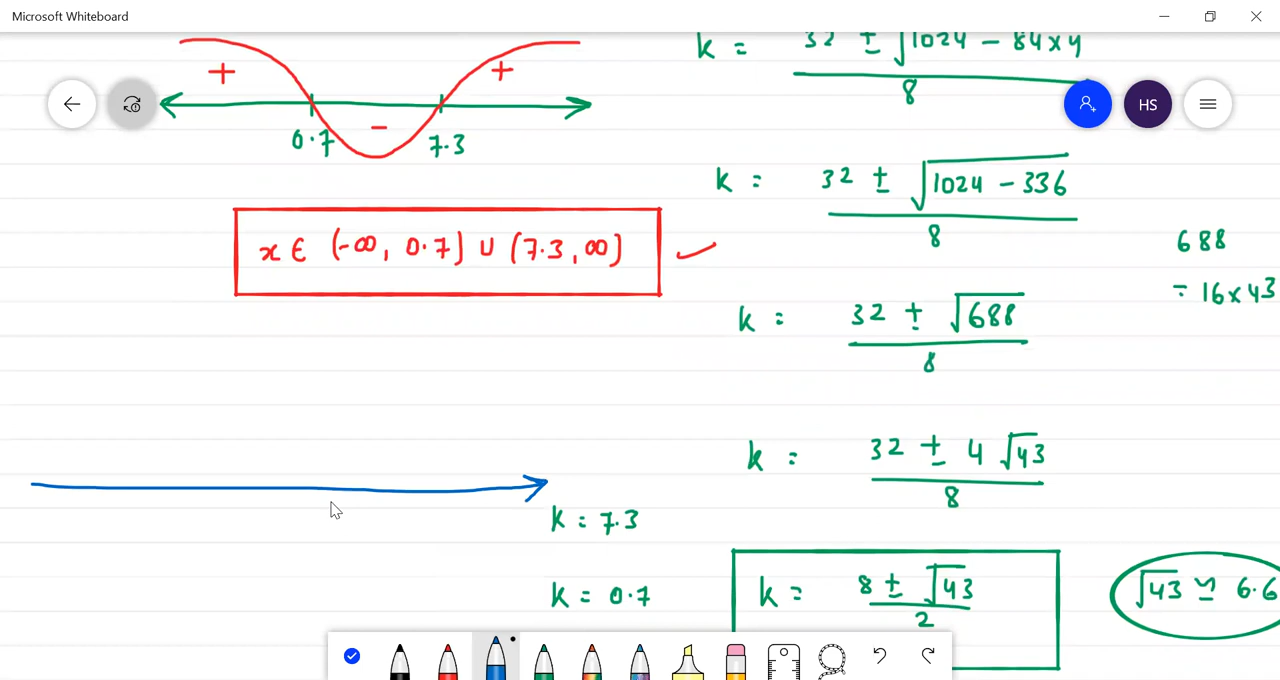 Microsoft Whiteboard
+ +
0.7 - 7.3
x ∈ (-∞, 0.7) ∪ (7.3, ∞)
k = 0.7
k = 7.3
HS
k = 32 ± √1024 - 84×4 / 8
k = 32 ± √1024 - 336 / 8
688
= 16×43
k = 32 ± √688 / 8
k = 32 ± 4 √43 / 8
k = 8 ± √43 / 2
√43 ≃ 6.6